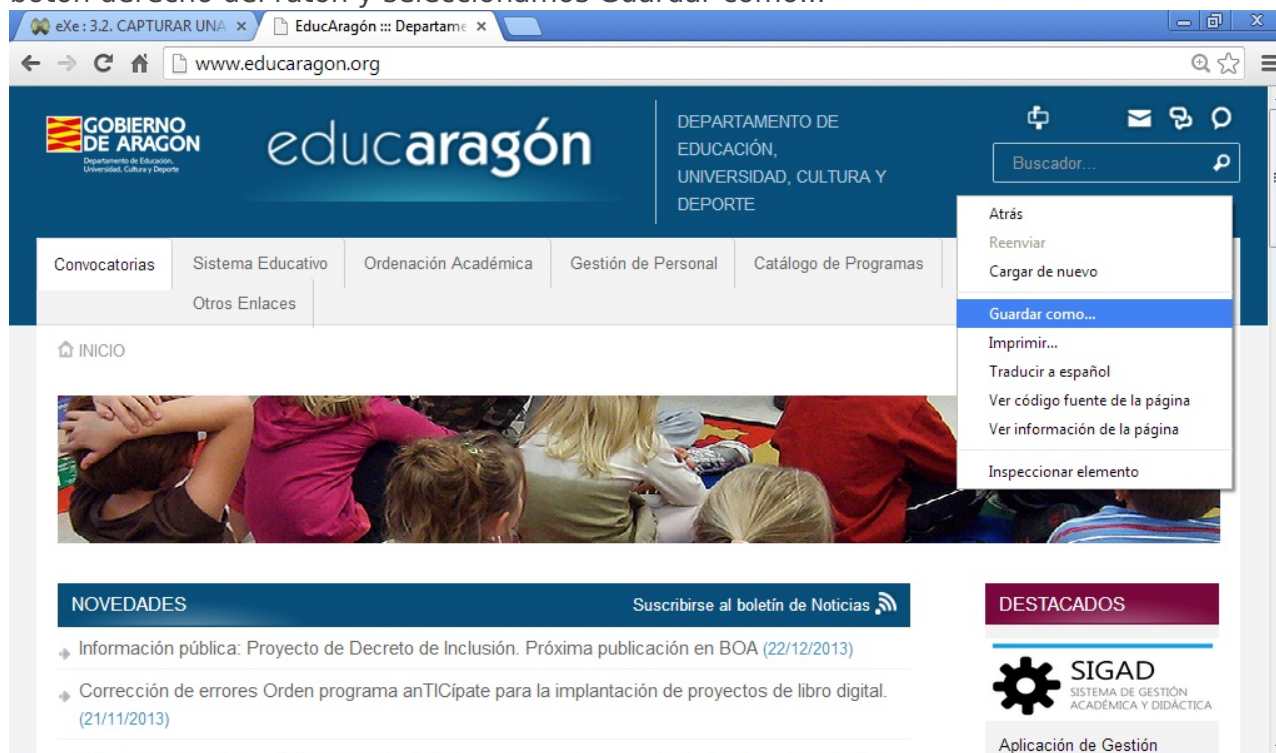 botón derecho del ratón y seleccionamos Guardar como...
eXe : 3.2. CAPTURAR UNA
EducAragón ::: Departame
www.educaragon.org
GOBIERNO
DE ARAGON
Departamento de Educación,
Universidad, Cultura y Deporte
educaragón
DEPARTAMENTO DE
EDUCACIÓN,
UNIVERSIDAD, CULTURA Y
DEPORTE
Buscador...
Convocatorias
Sistema Educativo
Ordenación Académica
Gestión de Personal
Catálogo de Programas
Otros Enlaces
Atrás
Reenviar
Cargar de nuevo
Guardar como...
Imprimir...
Traducir a español
Ver código fuente de la página
Ver información de la página
Inspeccionar elemento
INICIO
NOVEDADES
Suscribirse al boletín de Noticias
Información pública: Proyecto de Decreto de Inclusión. Próxima publicación en BOA (22/12/2013)
Corrección de errores Orden programa anTICípate para la implantación de proyectos de libro digital.
(21/11/2013)
DESTACADOS
SIGAD
SISTEMA DE GESTIÓN
ACADÉMICA Y DIDÁCTICA
Aplicación de Gestión